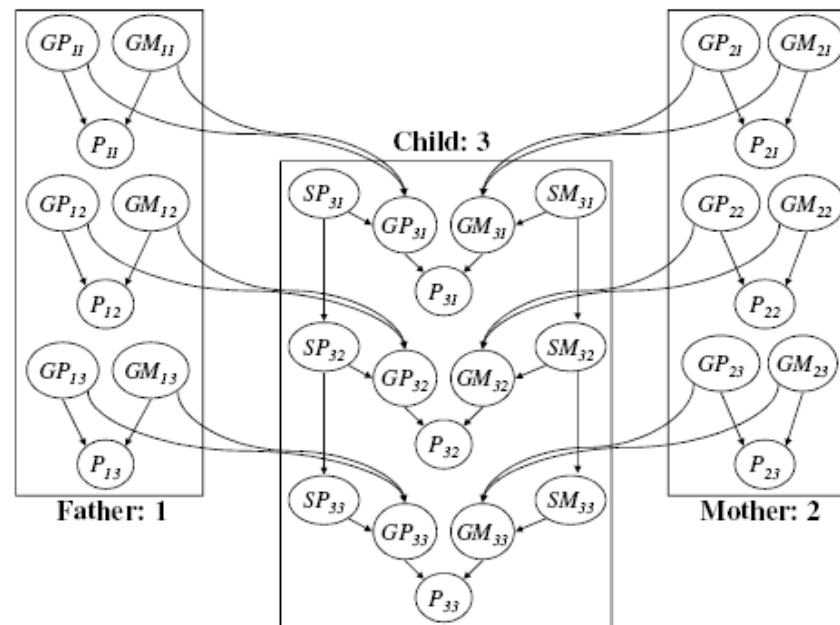 GP11 GM11 GP21 GM21
P11 P21
Child: 3
SP31 SM31
GP12 GM12 GP31 GM31 GP22 GM22
P31
P12 P22
SP32 SM32
GP13 GM13 GP32 GM32 GP23 GM23
P32
P13 P23
SP33 SM33
Father: 1 Mother: 2
GP33 GM33
P33